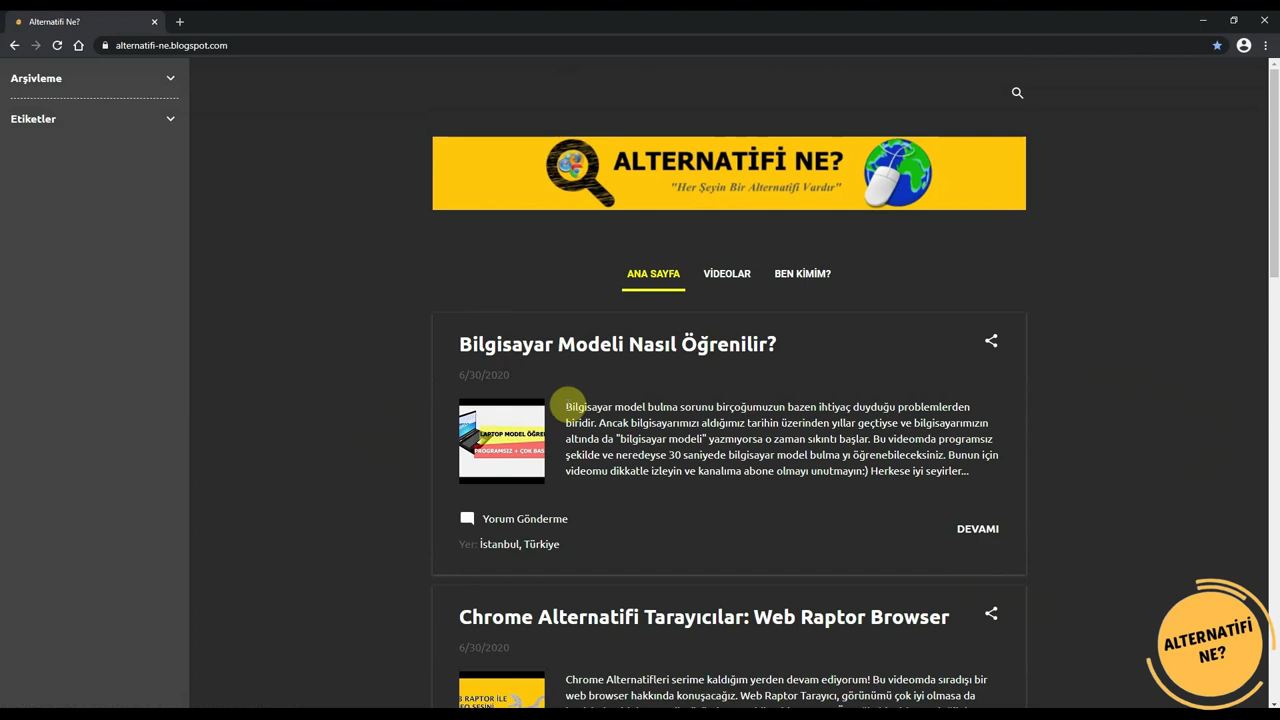 Alternatifi Ne?
alternatifi-ne.blogspot.com
Arşivleme
Etiketler
ALTERNATİFİ NE?
"Her Şeyin Bir Alternatifi Vardır"
ANA SAYFA
VİDEOLAR
BEN KİMİM?
Bilgisayar Modeli Nasıl Öğrenilir?
6/30/2020
LAPTOP MODEL ÖĞREN
PROGRAMSIZ + ÇOK BAS
Bilgisayar model bulma sorunu birçoğumuzun bazen ihtiyaç duyduğu problemlerden
biridir. Ancak bilgisayarımızı aldığımız tarihin üzerinden yıllar geçtiyse ve bilgisayarımızın
altında da "bilgisayar modeli" yazmıyorsa o zaman sıkıntı başlar. Bu videomda programsız
şekilde ve neredeyse 30 saniyede bilgisayar model bulma yı öğrenebileceksiniz. Bunun için
videomu dikkatle izleyin ve kanalıma abone olmayı unutmayın:) Herkese iyi seyirler...
Yorum Gönderme
DEVAMI
Yer: İstanbul, Türkiye
Chrome Alternatifi Tarayıcılar: Web Raptor Browser
6/30/2020
Chrome Alternatifleri serime kaldığım yerden devam ediyorum! Bu videomda sıradışı bir
web browser hakkında konuşacağız. Web Raptor Tarayıcı, görünümü çok iyi olmasa da
RAPTOR İLE
ALTERNATİFİ
NE?